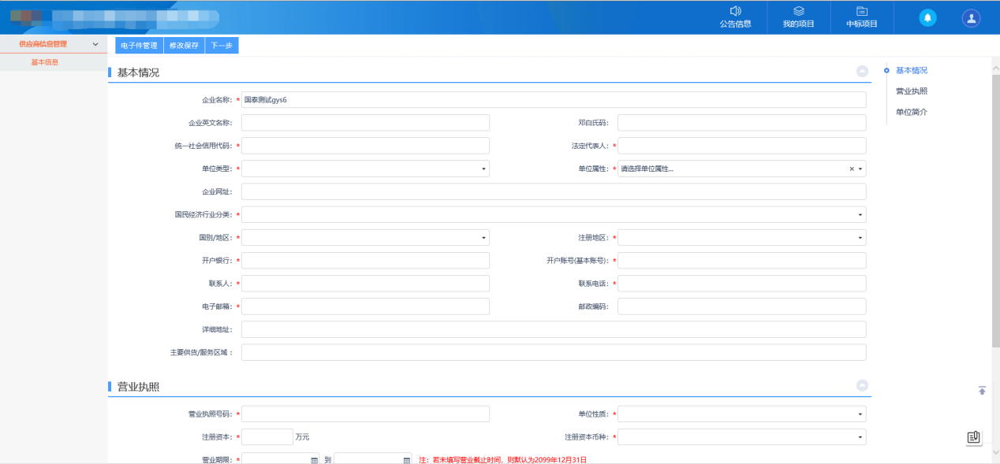 公告信息 我的项目 中标项目
供应商信息管理
基本信息
电子件管理 修改保存 下一步
基本情况
企业名称： * 国泰测试gys6
企业英文名称： 邓白氏码：
统一社会信用代码： * 法定代表人： *
单位类型： * 单位属性： * 请选择单位属性...
企业网址：
国民经济行业分类： *
国别/地区： * 注册地区： *
开户银行： * 开户账号(基本账号)： *
联系人： * 联系电话： *
电子邮箱： * 邮政编码：
详细地址：
主要供货/服务区域 ：
营业执照
营业执照号码： * 单位性质： *
注册资本： * 万元 注册资本币种： *
营业期限： * 到 注：若未填写营业截止时间，则默认为2099年12月31日
基本情况
营业执照
单位简介